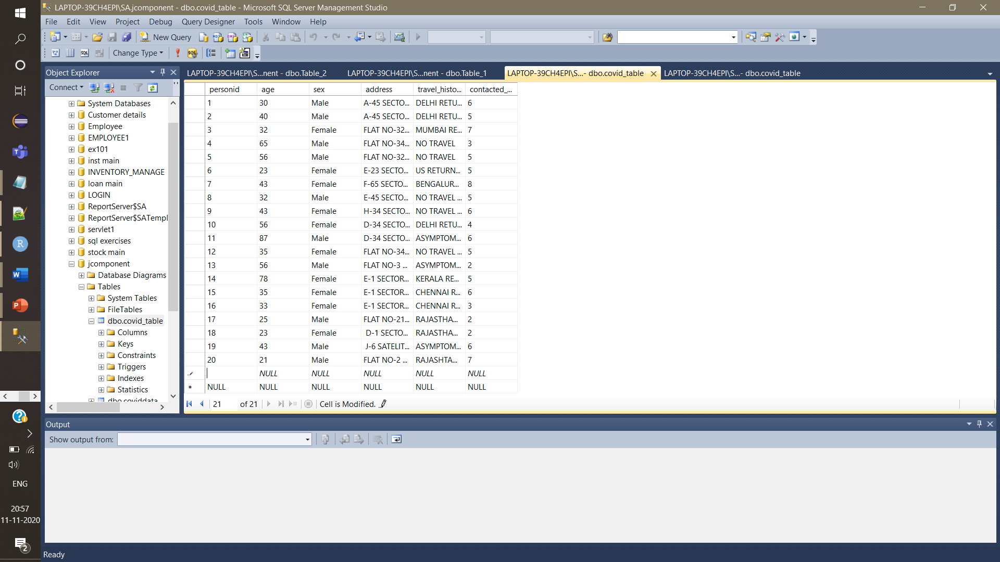 LAPTOP-39CH4EPI\SA.jcomponent - dbo.covid_table - Microsoft SQL Server Management Studio
File Edit View Project Debug Query Designer Tools Window Help
New Query
Change Type
Object Explorer
Connect
System Databases
Customer details
Employee
EMPLOYEE1
ex101
inst main
INVENTORY_MANAGE
loan main
LOGIN
ReportServer$SA
ReportServer$SATempl
servlet1
sql exercises
stock main
jcomponent
Database Diagrams
Tables
System Tables
FileTables
dbo.covid_table
Columns
Keys
Constraints
Triggers
Indexes
Statistics
dbo.coviddata
LAPTOP-39CH4EPI\S...nent - dbo.Table_2 LAPTOP-39CH4EPI\S...nent - dbo.Table_1 LAPTOP-39CH4EPI\S...- dbo.covid_table LAPTOP-39CH4EPI\S...- dbo.covid_table
personid age sex address travel_histo... contacted_...
1 30 Male A-45 SECTO... DELHI RETU... 6
2 40 Male A-45 SECTO... DELHI RETU... 5
3 32 Female FLAT NO-32... MUMBAI RE... 7
4 65 Male FLAT NO-34... NO TRAVEL 3
5 56 Male FLAT NO-32... NO TRAVEL 5
6 23 Female E-23 SECTO... US RETURN... 5
7 43 Female F-65 SECTO... BENGALUR... 8
8 32 Male E-45 SECTO... NO TRAVEL ... 5
9 43 Female H-34 SECTO... NO TRAVEL ... 6
10 56 Female D-34 SECTO... DELHI RETU... 4
11 87 Male D-34 SECTO... ASYMPTOM... 6
12 35 Female FLAT NO-34... NO TRAVEL ... 5
13 56 Male FLAT NO-3 ... ASYMPTOM... 2
14 78 Female E-1 SECTOR... KERALA RE... 5
15 35 Female E-1 SECTOR... CHENNAI R... 6
16 33 Female E-1 SECTOR... CHENNAI R... 3
17 25 Male FLAT NO-21... RAJASTHA... 2
18 23 Female D-1 SECTO... RAJASTHA... 2
19 43 Male J-6 SATELIT... ASYMPTOM... 6
20 21 Male FLAT NO-2 ... RAJASHTA... 7
NULL NULL NULL NULL NULL
NULL NULL NULL NULL NULL NULL
21 of 21 Cell is Modified.
Output
Show output from:
Ready
ENG
20:57
11-11-2020
2